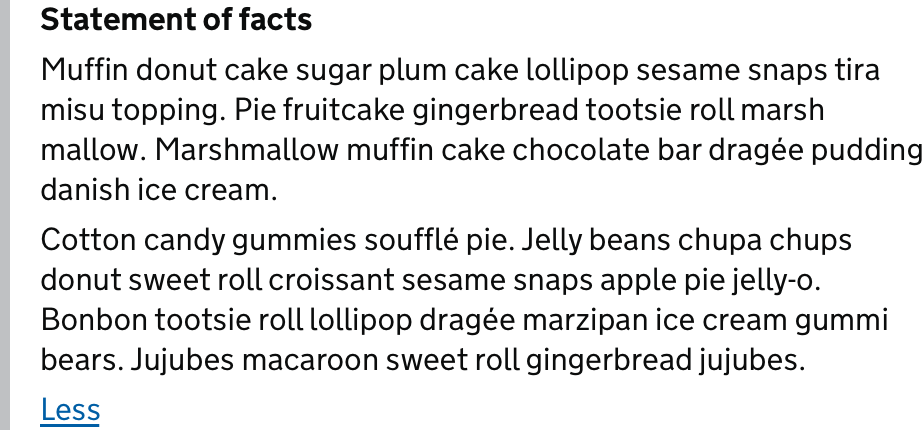 Statement of facts
Muffin donut cake sugar plum cake lollipop sesame snaps tira
misu topping. Pie fruitcake gingerbread tootsie roll marsh
mallow. Marshmallow muffin cake chocolate bar dragée pudding
danish ice cream.
Cotton candy gummies soufflé pie. Jelly beans chupa chups
donut sweet roll croissant sesame snaps apple pie jelly-o.
Bonbon tootsie roll lollipop dragée marzipan ice cream gummi
bears. Jujubes macaroon sweet roll gingerbread jujubes.
Less